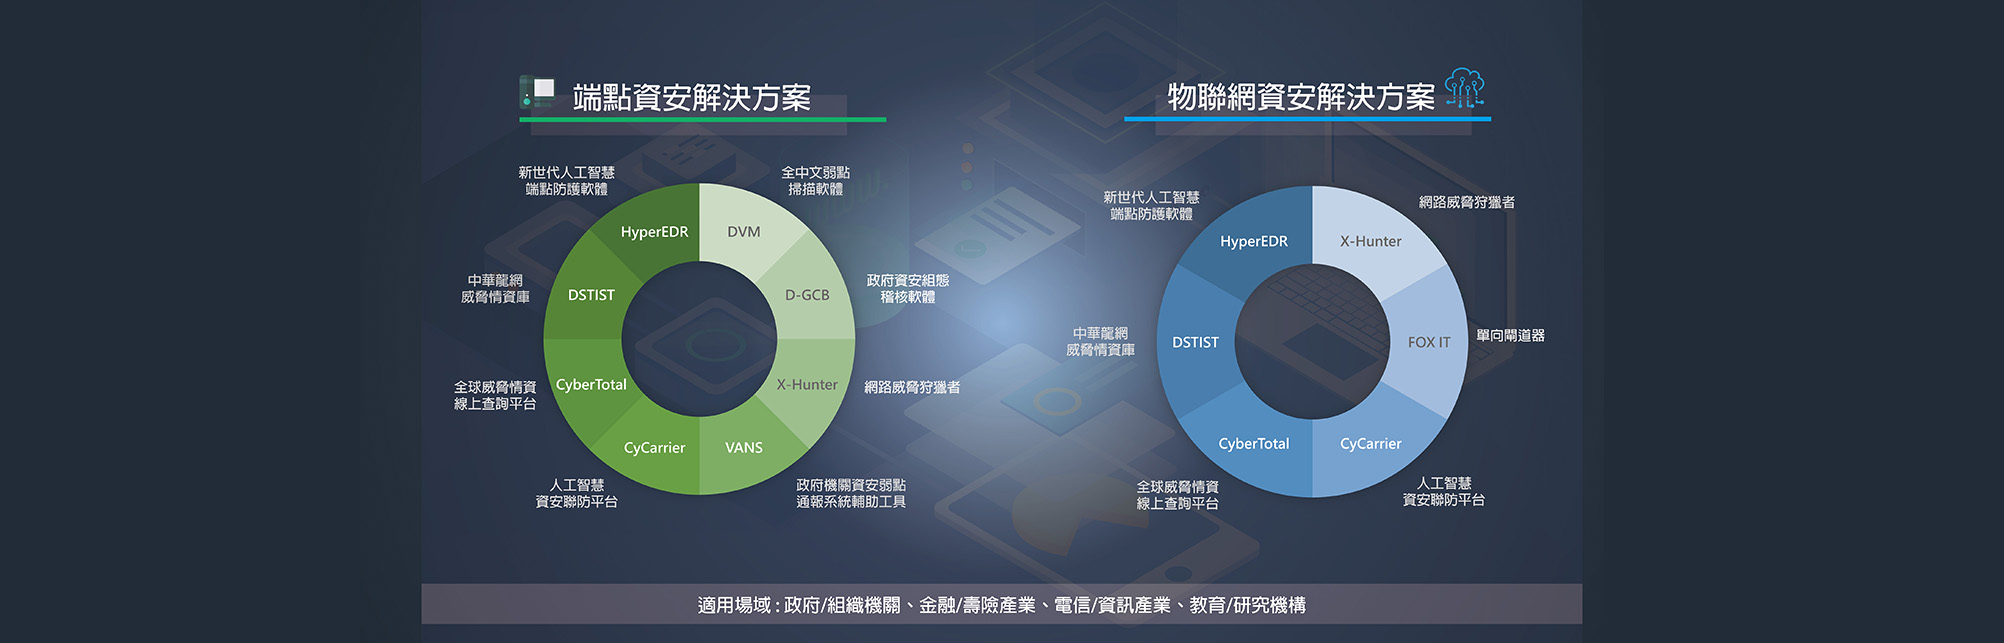 端點資安解決方案
新世代人工智慧
端點防護軟體
全中文弱點
掃描軟體
HyperEDR
DVM
中華龍網
威脅情資庫
DSTIST
D-GCB
政府資安組態
稽核軟體
全球威脅情資
線上查詢平台
CyberTotal
X-Hunter
網路威脅狩獵者
CyCarrier
VANS
人工智慧
資安聯防平台
政府機關資安弱點
通報系統輔助工具
物聯網資安解決方案
新世代人工智慧
端點防護軟體
網路威脅狩獵者
HyperEDR
X-Hunter
中華龍網
威脅情資庫
DSTIST
FOX IT
單向閘道器
CyberTotal
CyCarrier
全球威脅情資
線上查詢平台
人工智慧
資安聯防平台
適用場域 : 政府/組織機關、金融/壽險產業、電信/資訊產業、教育/研究機構